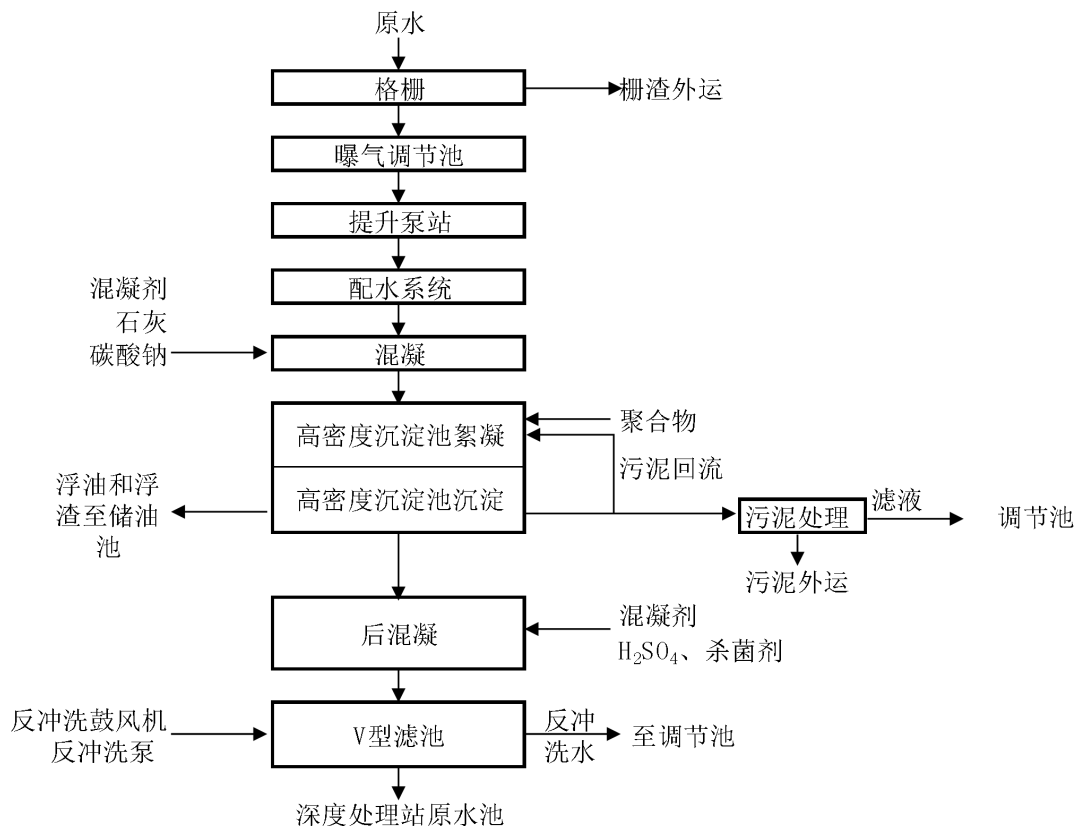 原水
格栅
栅渣外运
曝气调节池
提升泵站
配水系统
混凝剂
石灰
碳酸钠
混凝
高密度沉淀池絮凝
聚合物
污泥回流
高密度沉淀池沉淀
浮油和浮
渣至储油
池
污泥处理
滤液
调节池
污泥外运
后混凝
混凝剂
H₂SO₄、杀菌剂
反冲洗鼓风机
反冲洗泵
V型滤池
反冲
洗水
至调节池
深度处理站原水池